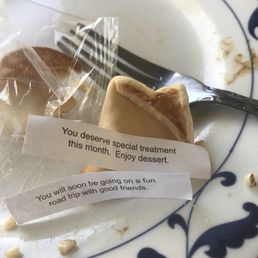 You deserve special treatment
this month. Enjoy dessert.
You will soon be going on a fun
road trip with good friends.